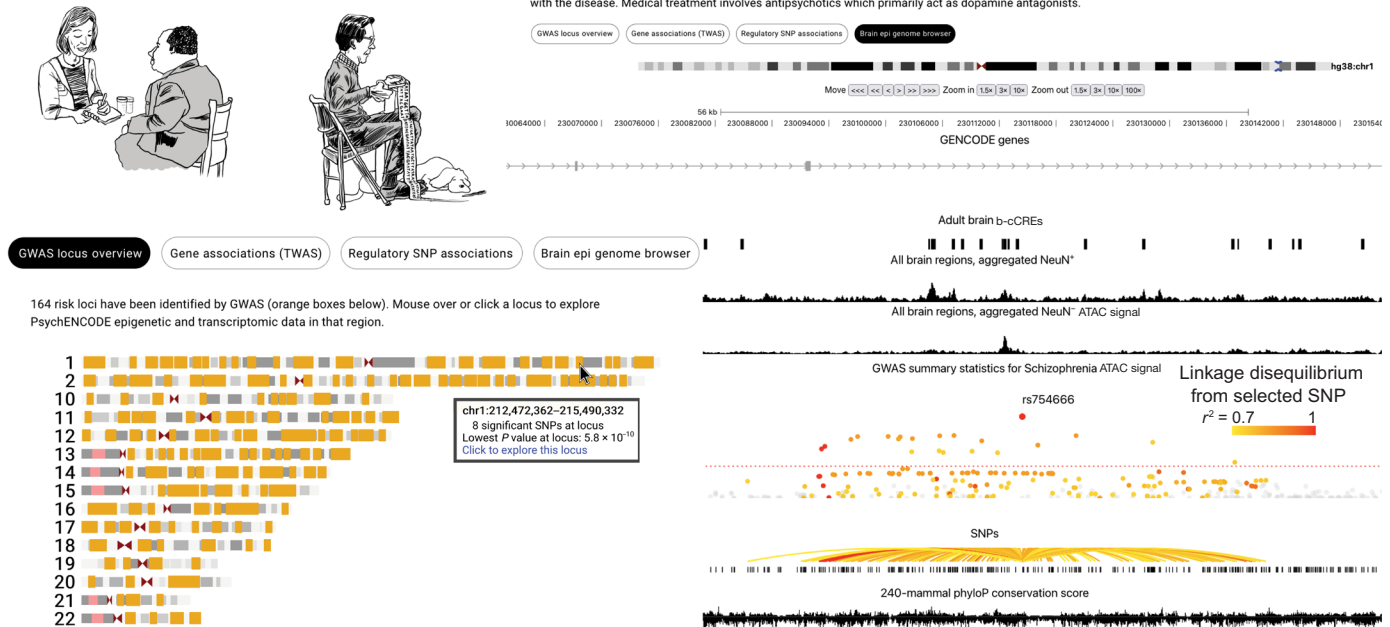 with the disease. Medical treatment involves antipsychotics which primarily act as dopamine antagonists.
GWAS locus overview
Gene associations (TWAS)
Regulatory SNP associations
Brain epi genome browser
hg38:chr1
Move <<< << < > >> >>> Zoom in 1.5× 3× 10× Zoom out 1.5× 3× 10× 100×
56 kb
230070000 | 230076000 | 230082000 | 230088000 | 230094000 | 230100000 | 230106000 | 230112000 | 230118000 | 230124000 | 230130000 | 230136000 | 230142000 | 230148000 |
GENCODE genes
Adult brain b-cCREs
All brain regions, aggregated NeuN⁺
All brain regions, aggregated NeuN⁻ ATAC signal
GWAS summary statistics for Schizophrenia ATAC signal
Linkage disequilibrium
from selected SNP
r² = 0.7 1
rs754666
SNPs
240-mammal phyloP conservation score
GWAS locus overview
Gene associations (TWAS)
Regulatory SNP associations
Brain epi genome browser
164 risk loci have been identified by GWAS (orange boxes below). Mouse over or click a locus to explore
PsychENCODE epigenetic and transcriptomic data in that region.
1
2
10
11
12
13
14
15
16
17
18
19
20
21
22
chr1:212,472,362–215,490,332
8 significant SNPs at locus
Lowest P value at locus: 5.8 × 10⁻¹⁰
Click to explore this locus